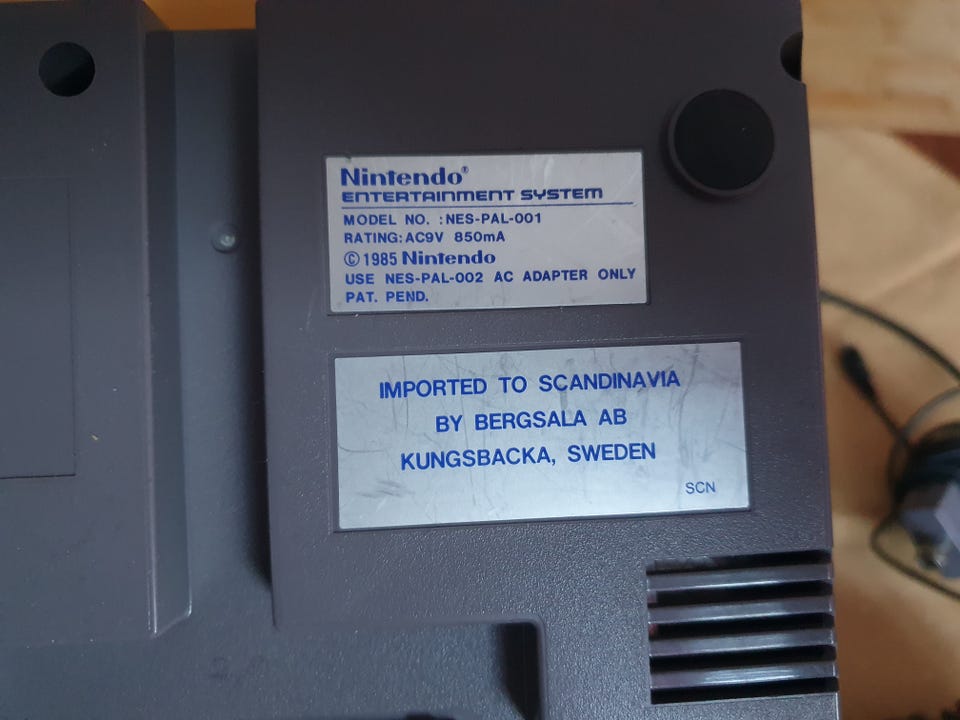 Nintendo®
ENTERTAINMENT SYSTEM
MODEL NO. :NES-PAL-001
RATING:AC9V 850mA
© 1985 Nintendo
USE NES-PAL-002 AC ADAPTER ONLY
PAT. PEND.
IMPORTED TO SCANDINAVIA
BY BERGSALA AB
KUNGSBACKA, SWEDEN
SCN